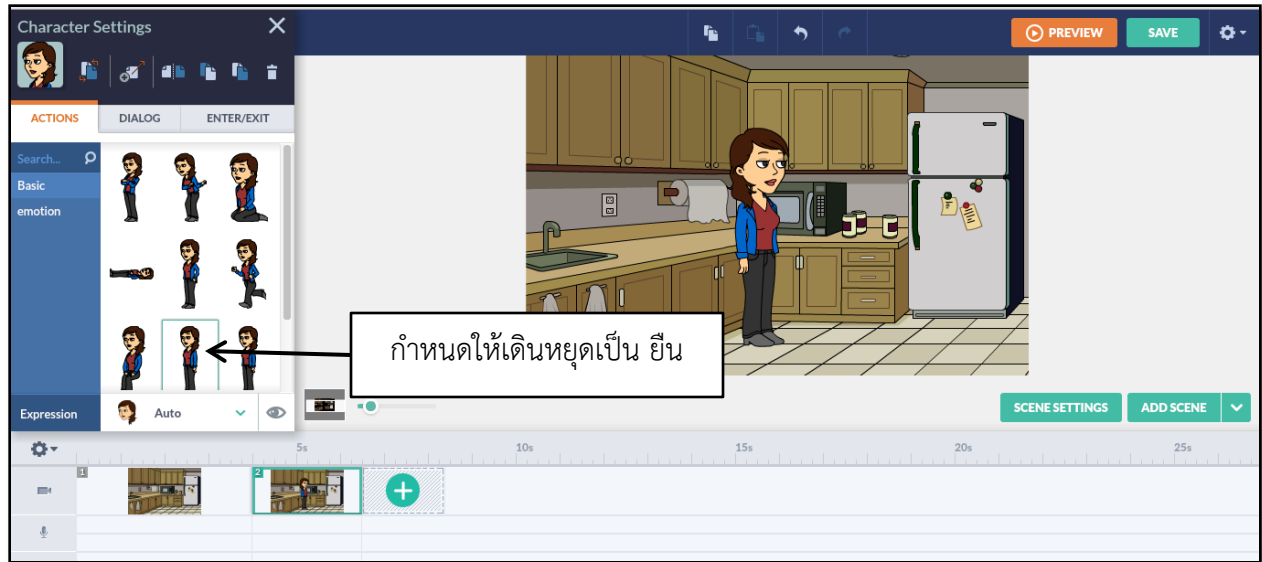 Character Settings
PREVIEW
SAVE
ACTIONS
DIALOG
ENTER/EXIT
Search...
Basic
emotion
กำหนดให้เดินหยุดเป็น ยืน
Expression
Auto
SCENE SETTINGS
ADD SCENE
5s
10s
15s
20s
25s
1
2